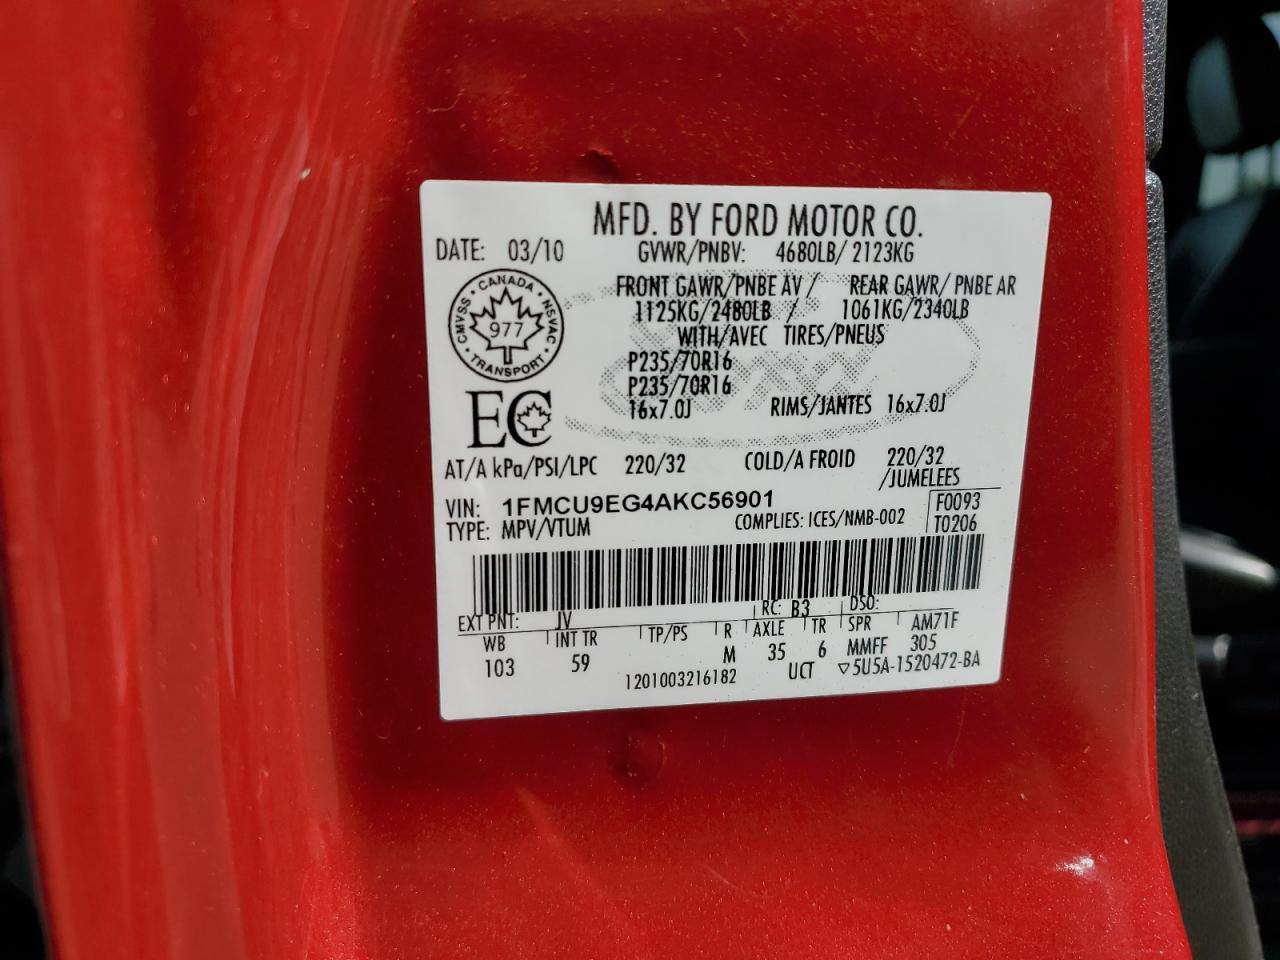 MFD. BY FORD MOTOR CO.
DATE: 03/10 GVWR/PNBV: 4680LB/ 2123KG
FRONT GAWR/PNBE AV / REAR GAWR/ PNBE AR
1125KG/2480LB / 1061KG/2340LB
WITH/AVEC TIRES/PNEUS
P235/70R16
P235/70R16
16x7.0J RIMS/JANTES 16x7.0J
CANADA
CMVSS NSVAC
977
TRANSPORT
EC
AT/A kPa/PSI/LPC 220/32 COLD/A FROID 220/32
/JUMELEES
VIN: 1FMCU9EG4AKC56901 F0093
TYPE: MPV/VTUM COMPLIES: ICES/NMB-002 T0206
EXT PNT: JV RC: B3 DSO:
WB INT TR TP/PS R AXLE TR SPR AM71F
103 59 M 35 6 MMFF 305
1201003216182 UCT ▽5U5A-1520472-BA